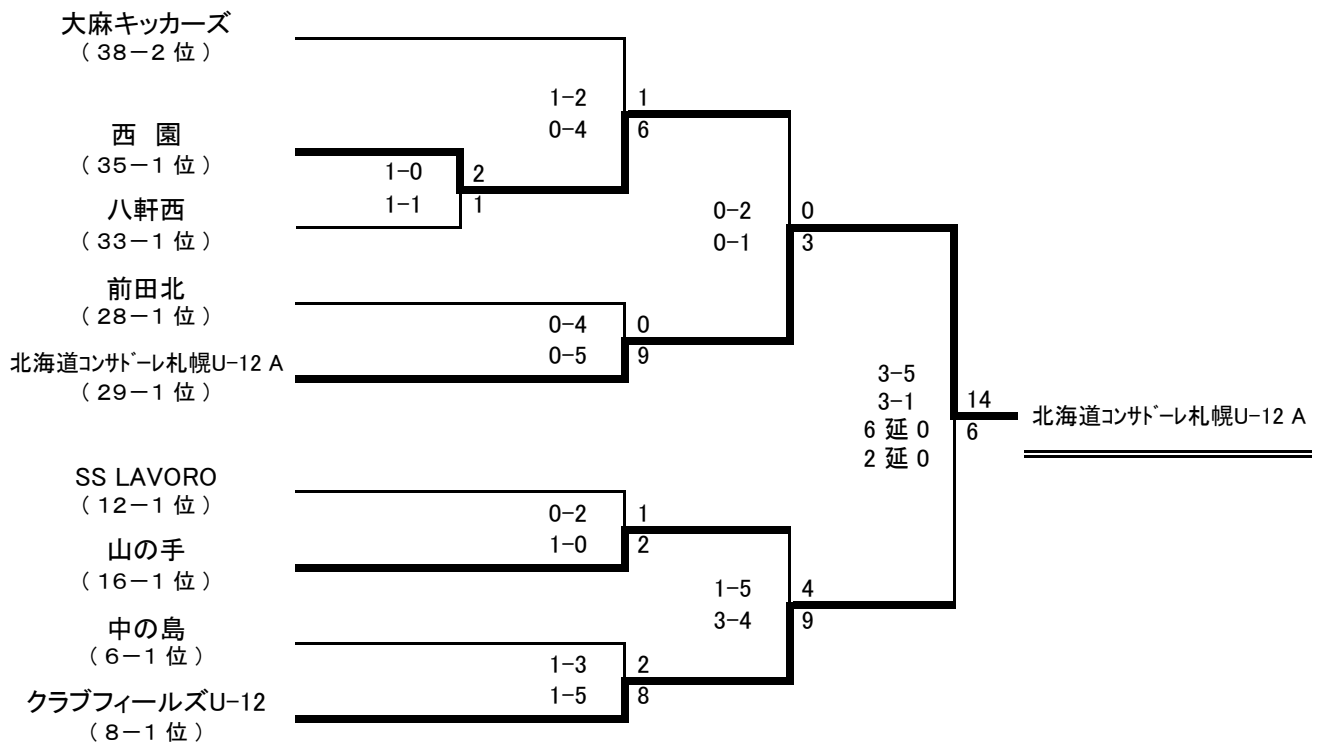 大麻キッカーズ
（38－2 位）
1-2 1
0-4 6
西 園
（35－1 位）
1-0 2
1-1 1
八軒西
（33－1 位）
0-2 0
0-1 3
前田北
（28－1 位）
0-4 0
0-5 9
北海道ｺﾝｻﾄﾞｰﾚ札幌U-12 A
（29－1 位）
3-5
3-1 14
6 延 0 6
2 延 0
北海道ｺﾝｻﾄﾞｰﾚ札幌U-12 A
SS LAVORO
（12－1 位）
0-2 1
1-0 2
山の手
（16－1 位）
1-5 4
3-4 9
中の島
（6－1 位）
1-3 2
1-5 8
クラブフィールズU-12
（8－1 位）